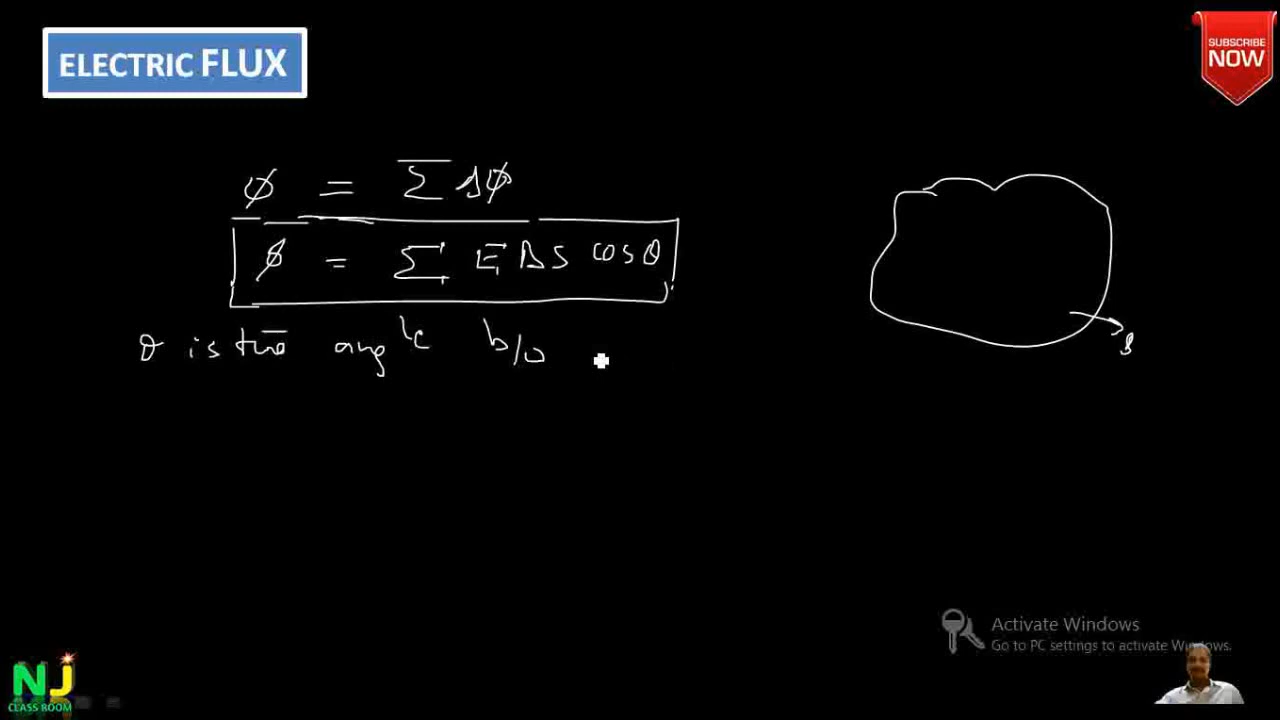 ELECTRIC FLUX
SUBSCRIBE
NOW
ϕ = Σ Δϕ
ϕ = Σ E ΔS cos θ
θ is the angle b/w
S
Activate Windows
Go to PC settings to activate Windows.
NJ
CLASS ROOM